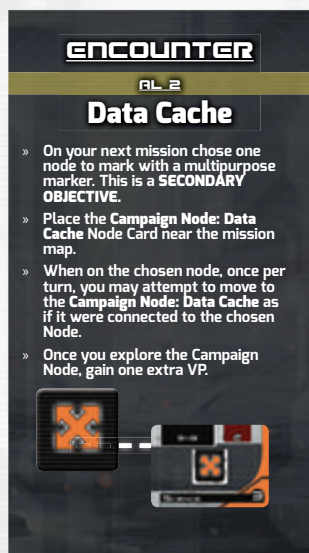 ENCOUNTER
AL 2
Data Cache
» On your next mission chose one
node to mark with a multipurpose
marker. This is a SECONDARY
OBJECTIVE.
» Place the Campaign Node: Data
Cache Node Card near the mission
map.
» When on the chosen node, once per
turn, you may attempt to move to
the Campaign Node: Data Cache as
if it were connected to the chosen
Node.
» Once you explore the Campaign
Node, gain one extra VP.
Science 3